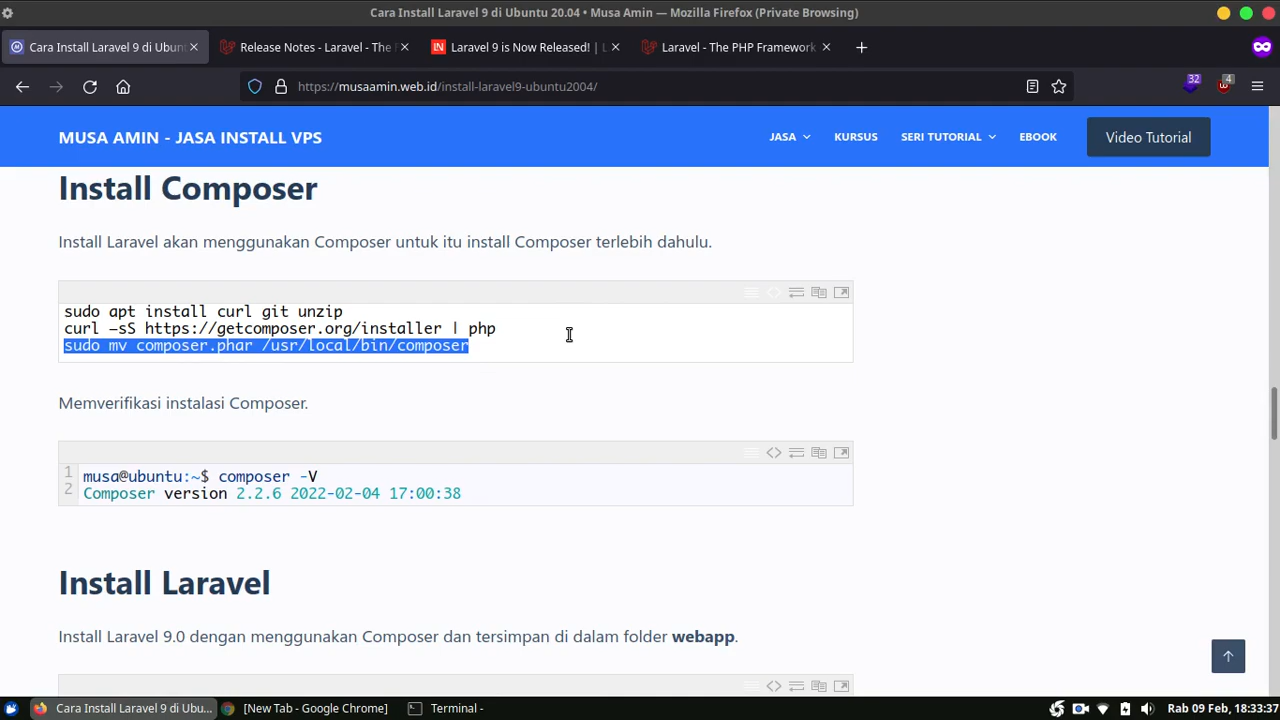 Cara Install Laravel 9 di Ubuntu 20.04 • Musa Amin — Mozilla Firefox (Private Browsing)
Cara Install Laravel 9 di Ubun
Release Notes - Laravel - The
IN Laravel 9 is Now Released! | L
Laravel - The PHP Framework
https://musaamin.web.id/install-laravel9-ubuntu2004/
32
4
MUSA AMIN - JASA INSTALL VPS
JASA
KURSUS
SERI TUTORIAL
EBOOK
Video Tutorial
Install Composer
Install Laravel akan menggunakan Composer untuk itu install Composer terlebih dahulu.
sudo apt install curl git unzip
curl –sS https://getcomposer.org/installer | php
sudo mv composer.phar /usr/local/bin/composer
Memverifikasi instalasi Composer.
1 musa@ubuntu:~$ composer -V
2 Composer version 2.2.6 2022-02-04 17:00:38
Install Laravel
Install Laravel 9.0 dengan menggunakan Composer dan tersimpan di dalam folder webapp.
Cara Install Laravel 9 di Ubu...
[New Tab - Google Chrome]
Terminal -
Rab 09 Feb, 18:33:37